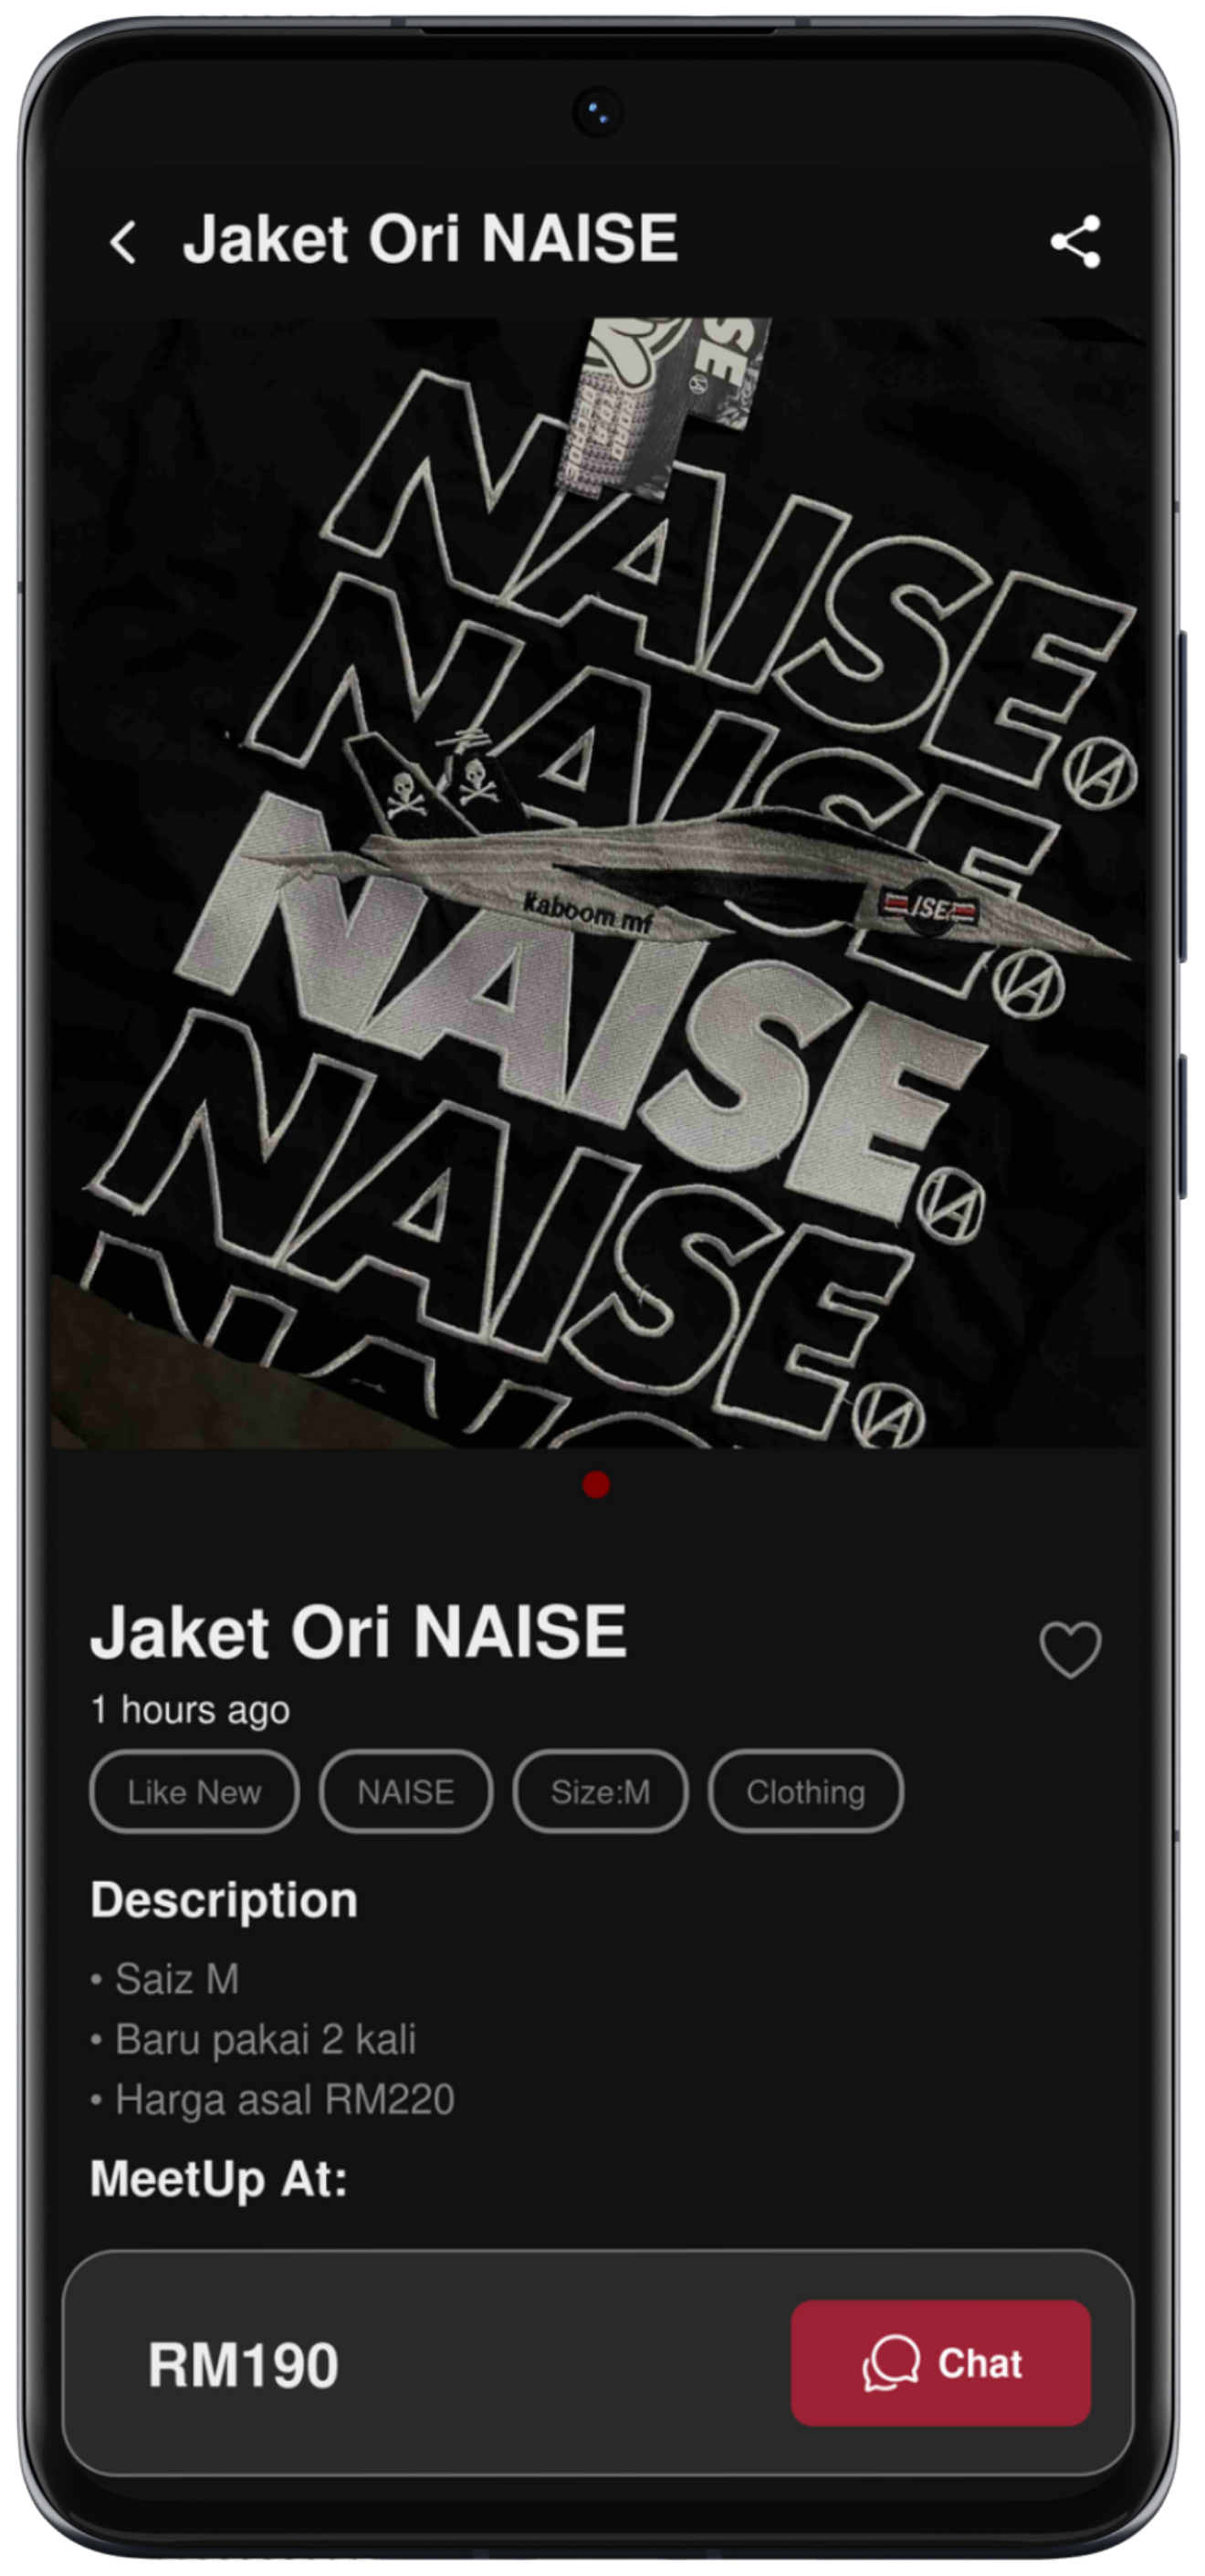 Jaket Ori NAISE
SE
NAISE
NAISE
kaboom mf
ISE
NAISE
NAISE
Jaket Ori NAISE
1 hours ago
Like New NAISE Size:M Clothing
Description
• Saiz M
• Baru pakai 2 kali
• Harga asal RM220
MeetUp At:
RM190 Chat